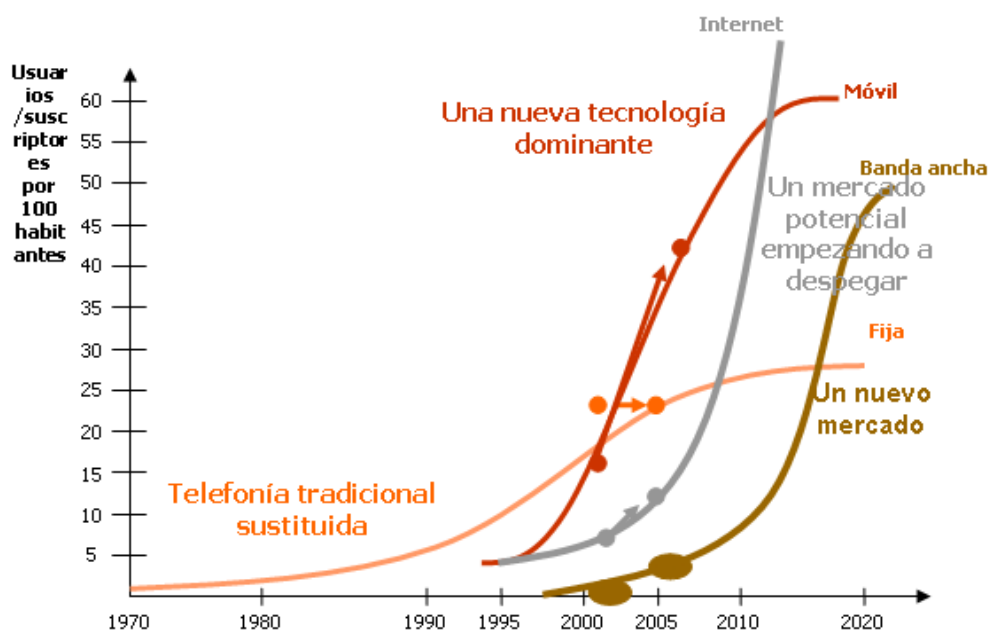 Internet
Usuar
ios
/susc
riptor
es
por
100
habit
antes
60
55
50
45
40
35
30
25
20
15
10
5
Una nueva tecnología
dominante
Móvil
Banda ancha
Un mercado
potencial
empezando a
despegar
Fija
Un nuevo
mercado
Telefonía tradicional
sustituida
1970 1980 1990 1995 2000 2005 2010 2020